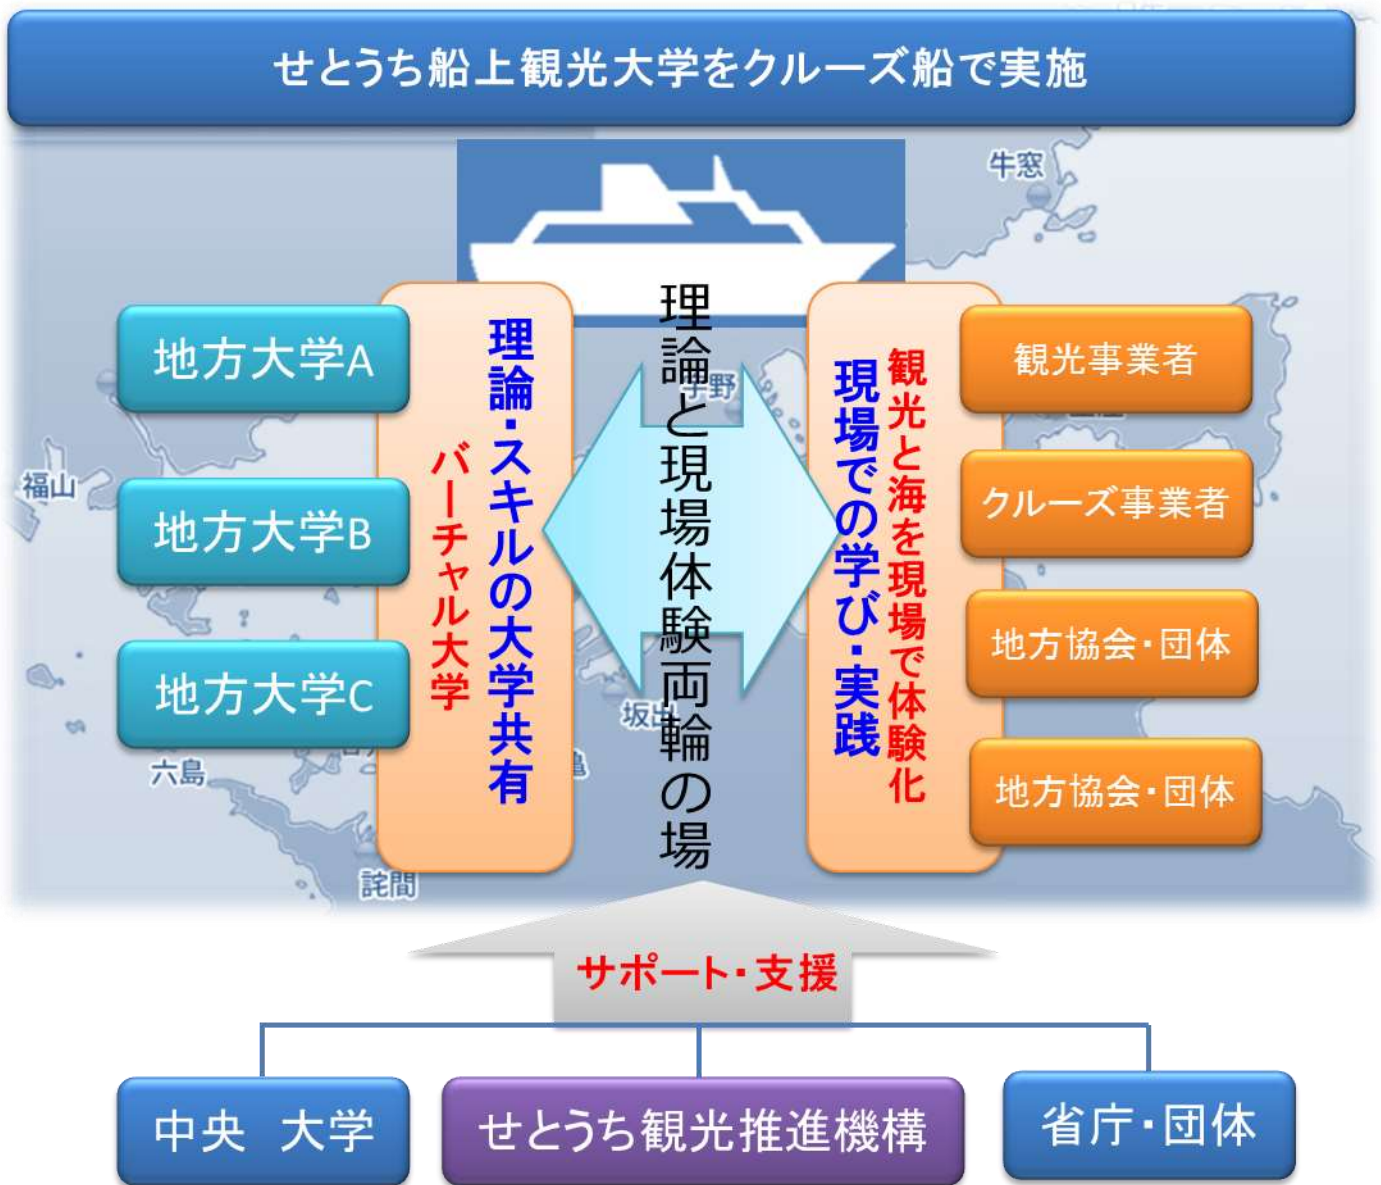 せとうち船上観光大学をクルーズ船で実施
牛窓
地方大学A
地方大学B
地方大学C
理論・スキルの大学共有
バーチャル大学
理論と現場体験両輪の場
観光と海を現場で体験化
現場での学び・実践
観光事業者
クルーズ事業者
地方協会・団体
地方協会・団体
福山
宇野
坂出
六島
詫間
サポート・支援
中央　大学
せとうち観光推進機構
省庁・団体